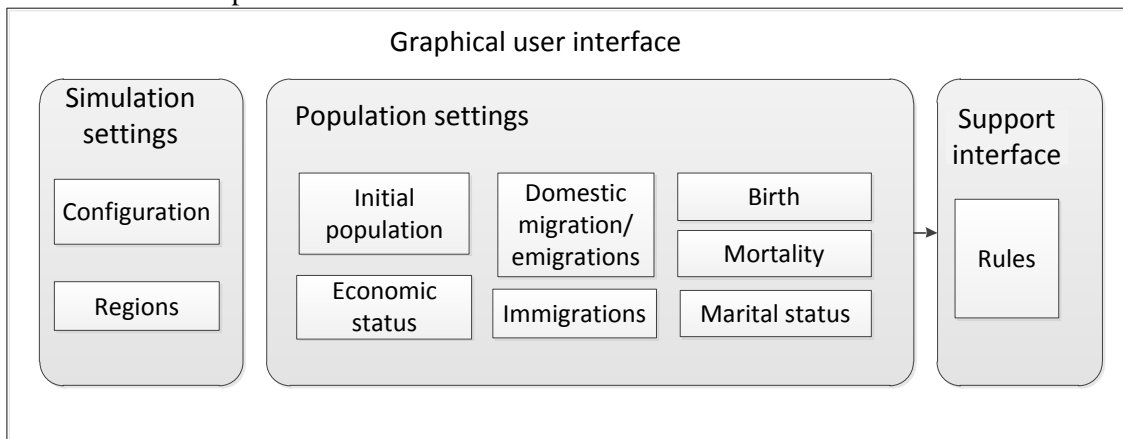 Graphical user interface
Simulation
settings
Configuration
Regions
Population settings
Initial
population
Economic
status
Domestic
migration/
emigrations
Immigrations
Birth
Mortality
Marital status
Support
interface
Rules